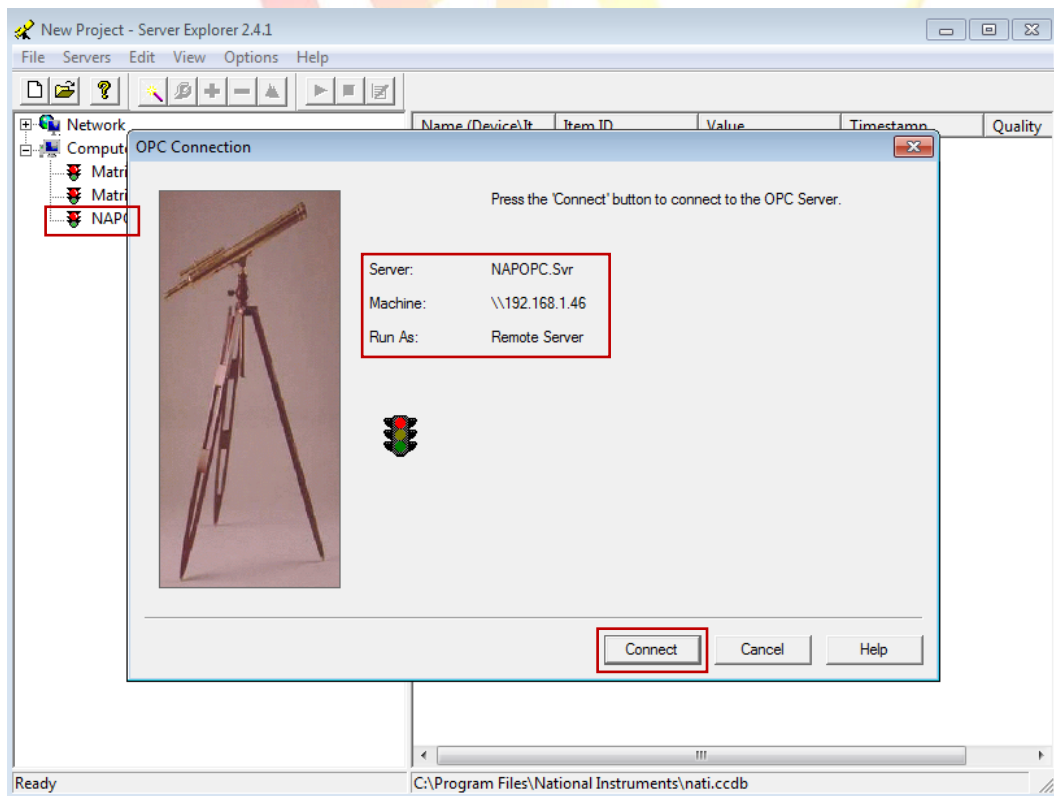 New Project - Server Explorer 2.4.1
File Servers Edit View Options Help
Name (Device\It Item ID Value Timestamp Quality
Network
OPC Connection
Press the 'Connect' button to connect to the OPC Server.
Server: NAPOPC.Svr
Machine: \\192.168.1.46
Run As: Remote Server
Connect Cancel Help
Ready C:\Program Files\National Instruments\nati.ccdb